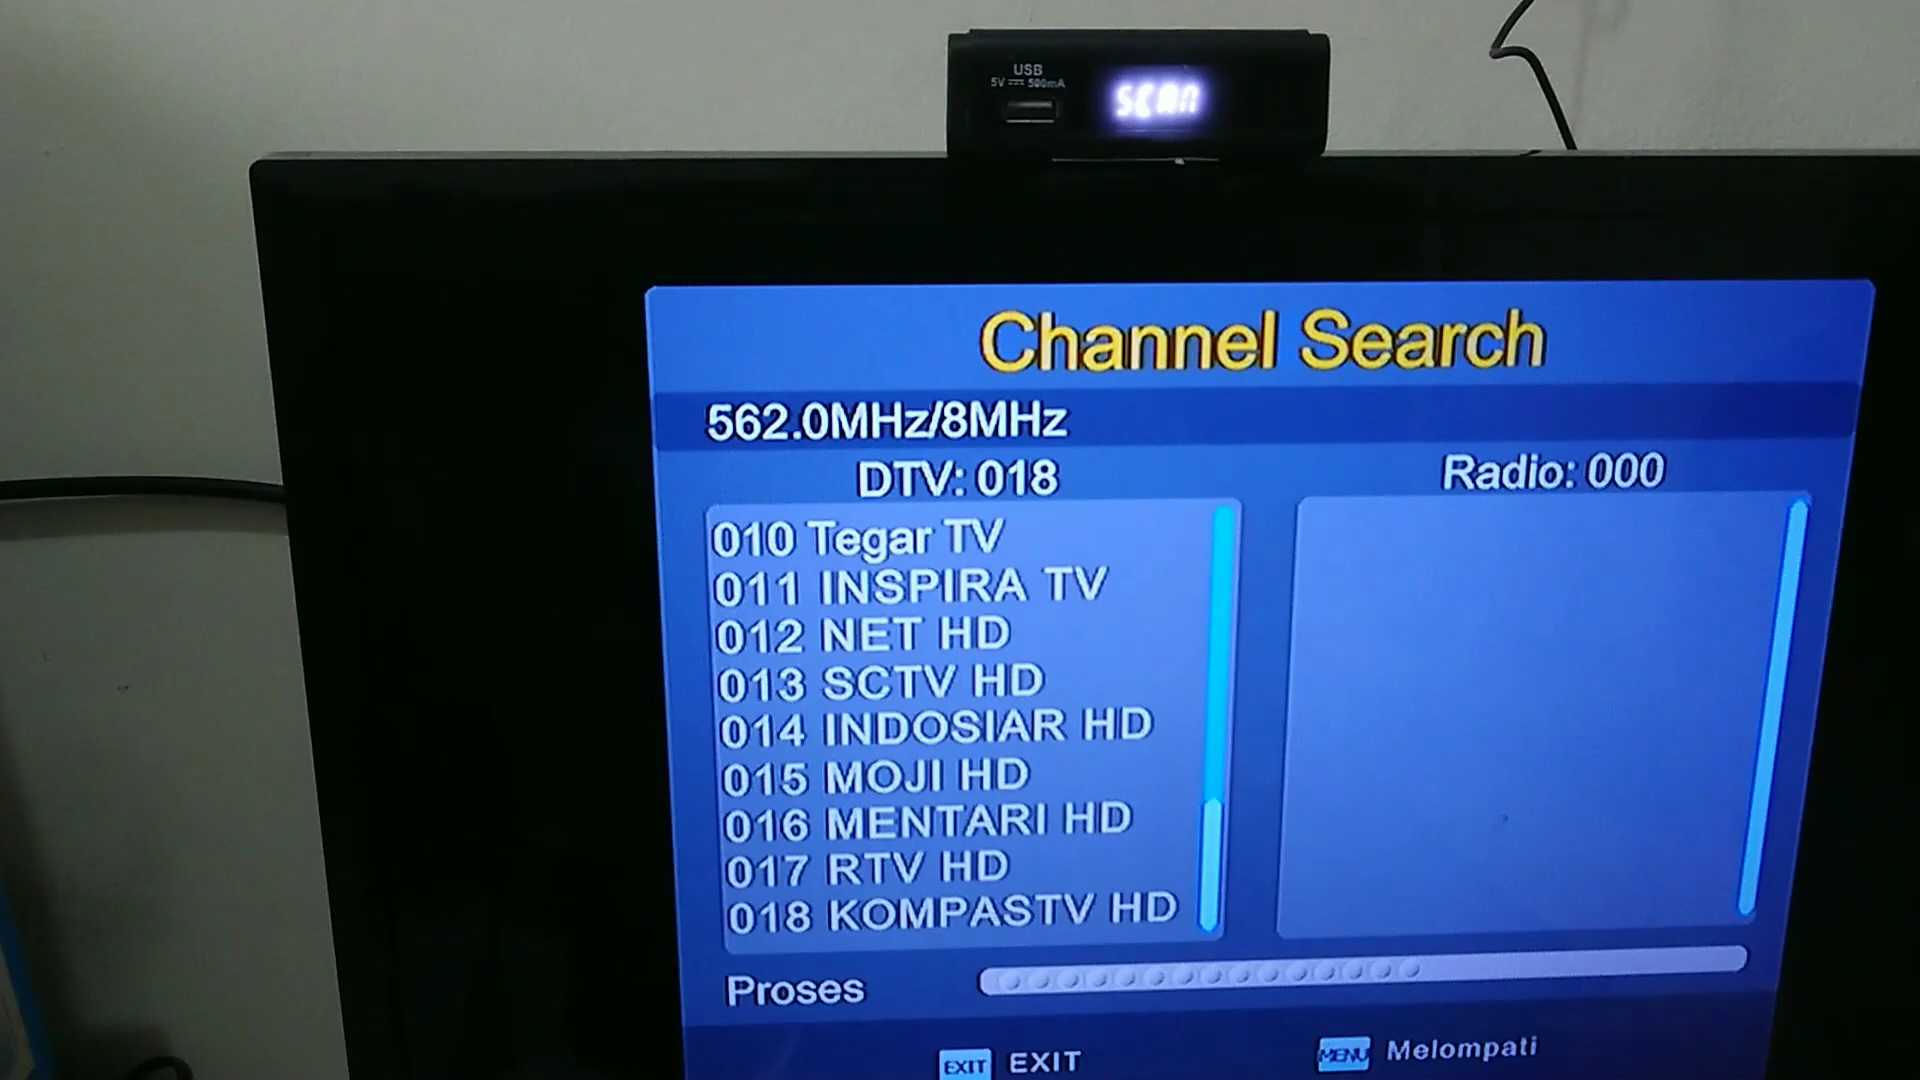 USB
5V 500mA
SCAN
Channel Search
562.0MHz/8MHz
DTV: 018
Radio: 000
010 Tegar TV
011 INSPIRA TV
012 NET HD
013 SCTV HD
014 INDOSIAR HD
015 MOJI HD
016 MENTARI HD
017 RTV HD
018 KOMPASTV HD
Proses
EXIT EXIT
MENU Melompati